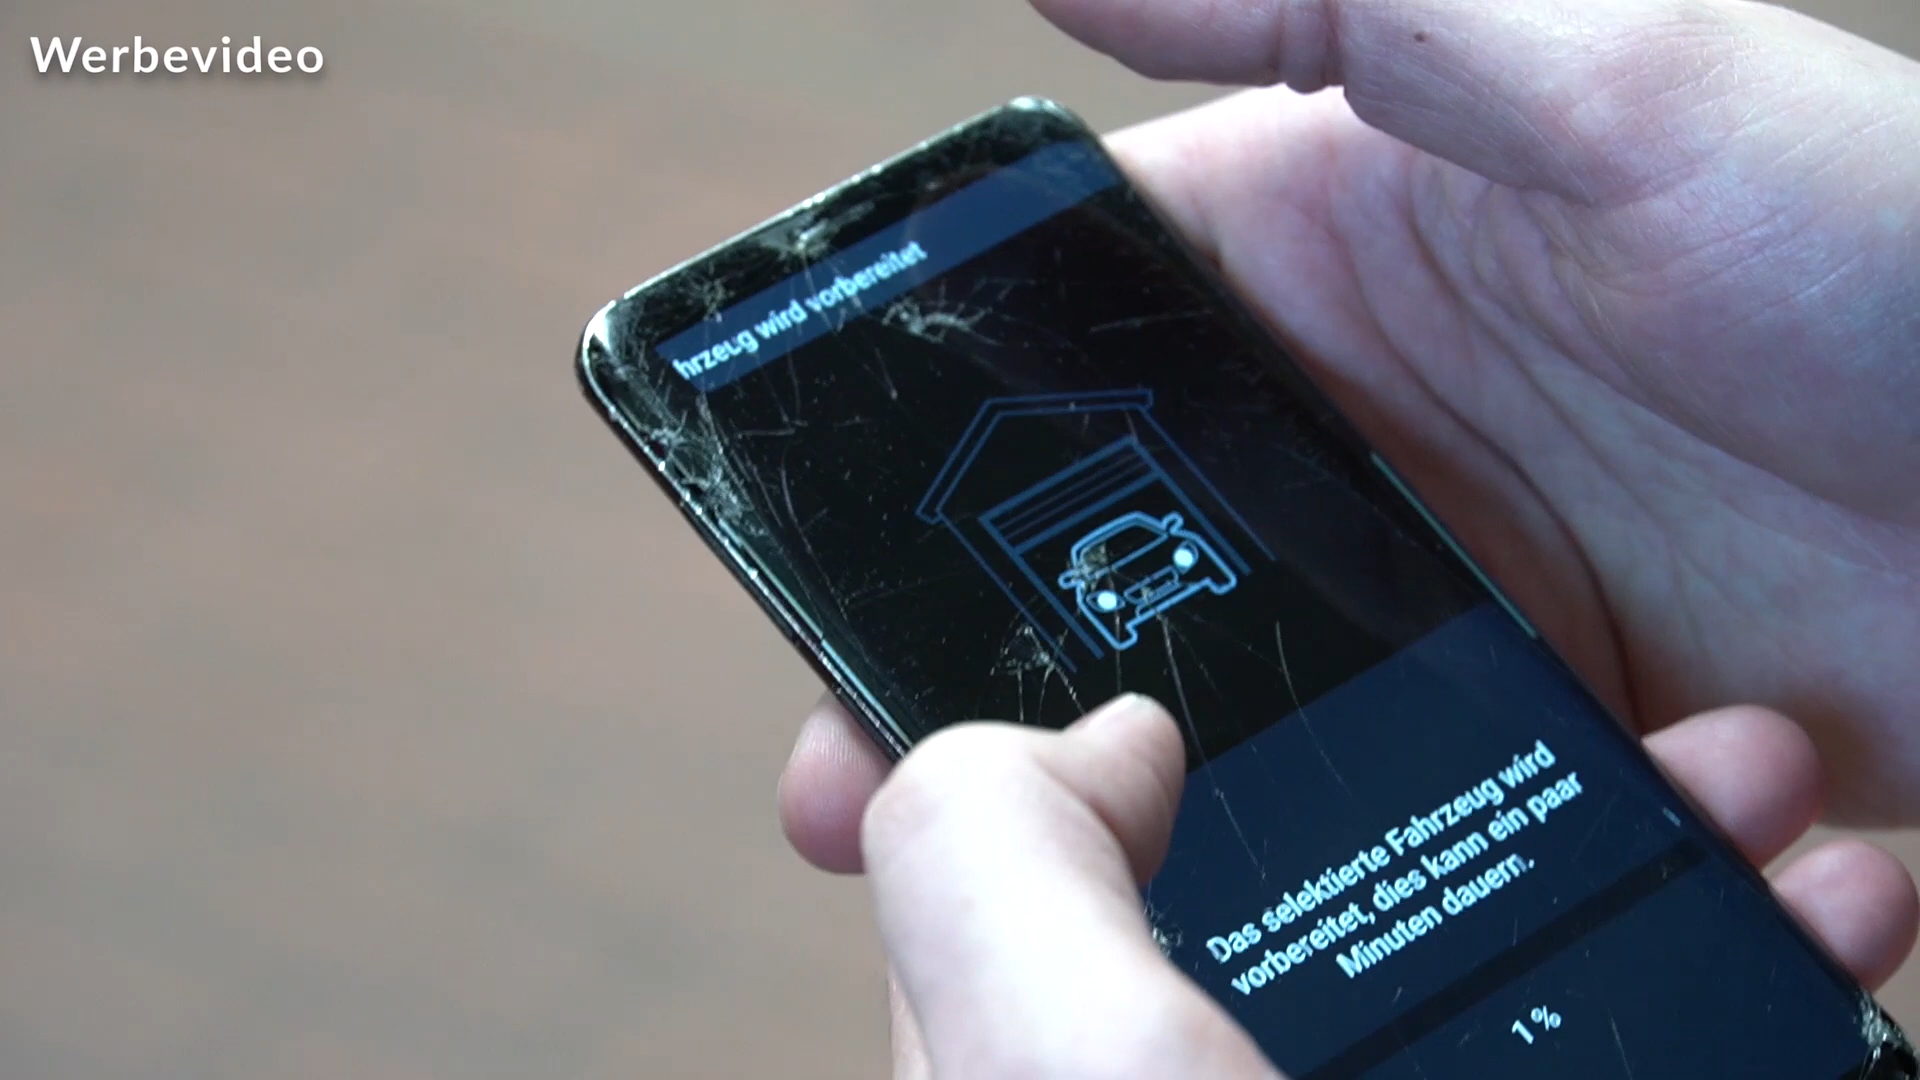 Werbevideo
hrzeug wird vorbereitet
Das selektierte Fahrzeug wird
vorbereitet, dies kann ein paar
Minuten dauern.
1 %